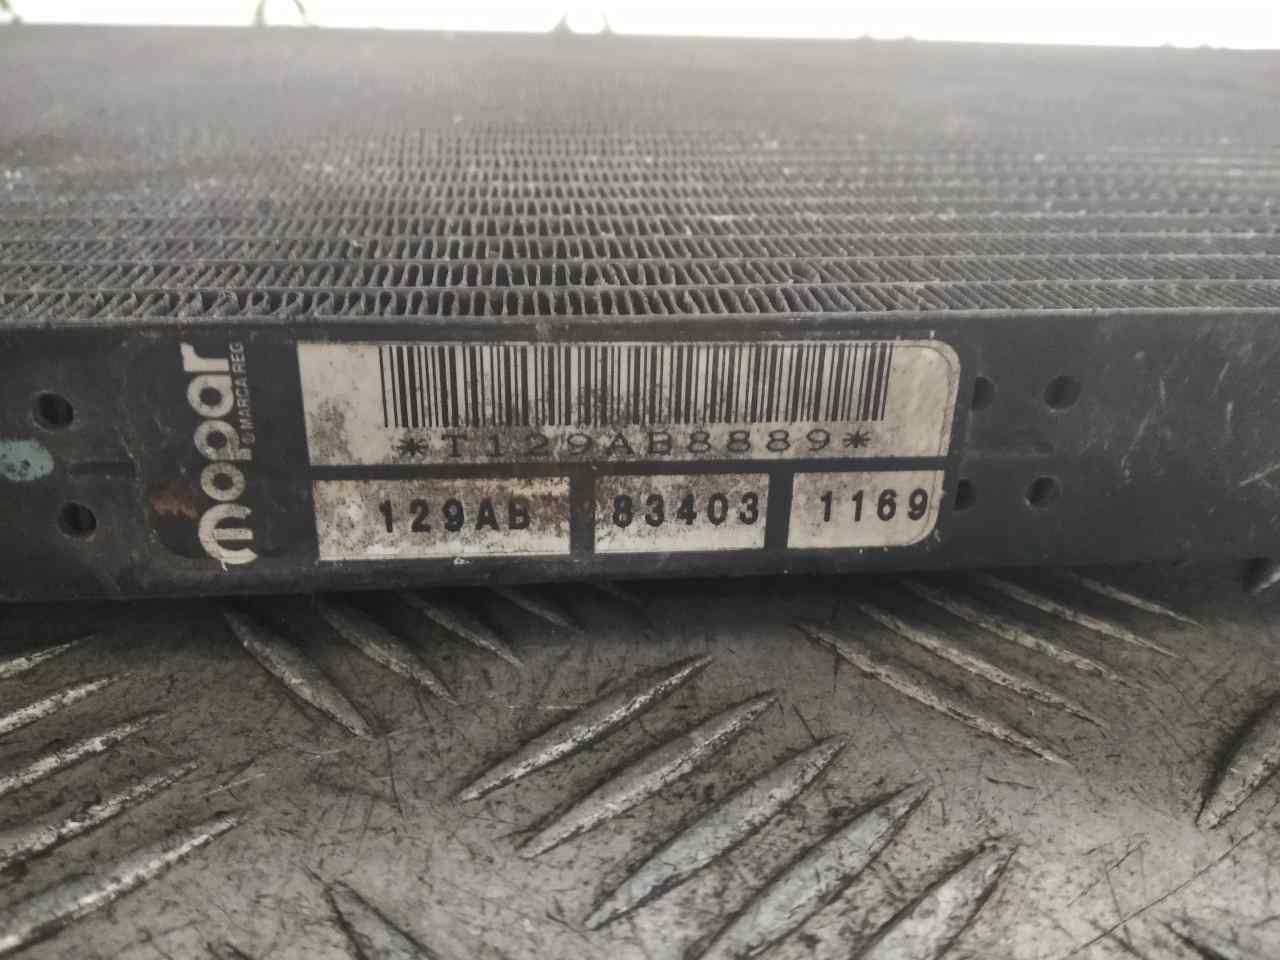 mopar
© MARCA REG
*T129AB8889*
129AB 83403 1169